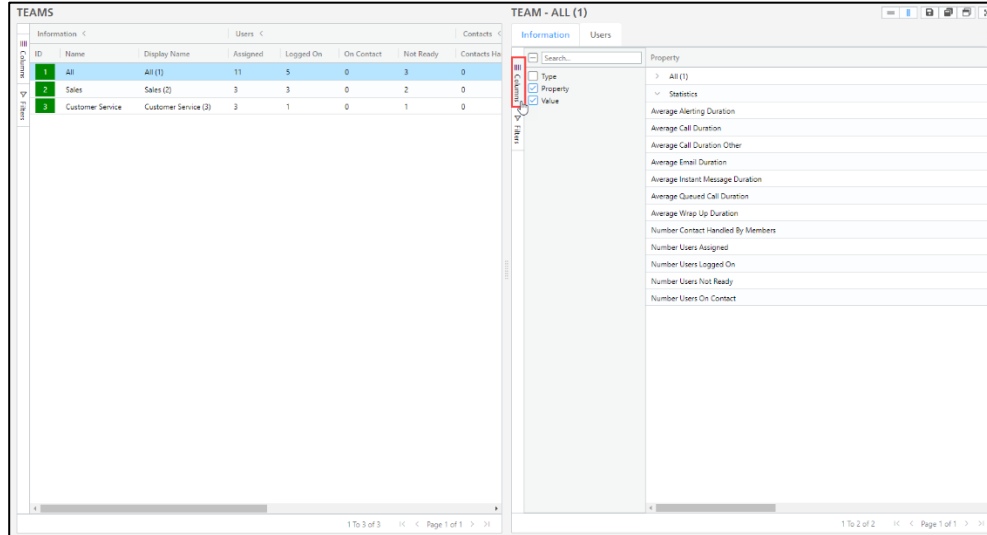 TEAMS
Information
Users
Contacts
ID Name Display Name Assigned Logged On On Contact Not Ready Contacts Ha
1 All All (1) 11 5 0 3 0
2 Sales Sales (2) 3 3 0 2 0
3 Customer Service Customer Service (3) 3 1 0 1 0
Columns
Filters
1 To 3 of 3 Page 1 of 1
TEAM - ALL (1)
Information Users
Columns
Filters
Search...
Type
Property
Value
Property
All (1)
Statistics
Average Alerting Duration
Average Call Duration
Average Call Duration Other
Average Email Duration
Average Instant Message Duration
Average Queued Call Duration
Average Wrap Up Duration
Number Contact Handled By Members
Number Users Assigned
Number Users Logged On
Number Users Not Ready
Number Users On Contact
1 To 2 of 2 Page 1 of 1